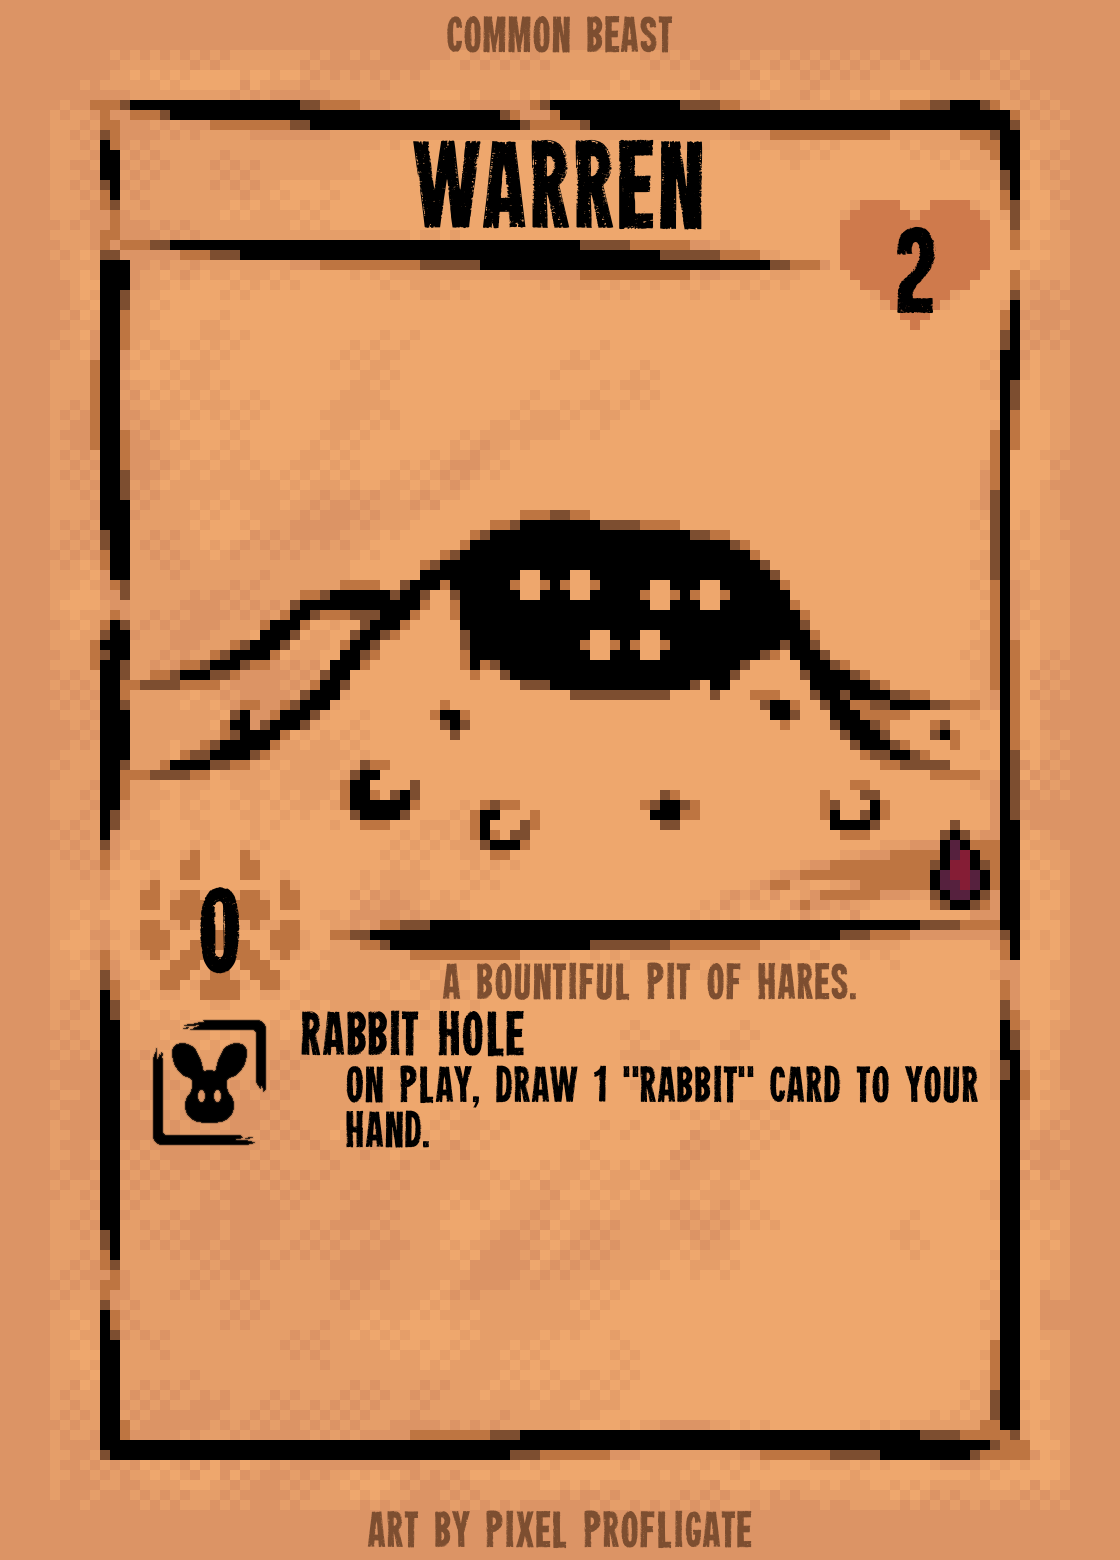 COMMON BEAST
WARREN
2
0
A BOUNTIFUL PIT OF HARES.
RABBIT HOLE
ON PLAY, DRAW 1 "RABBIT" CARD TO YOUR
HAND.
ART BY PIXEL PROFLIGATE